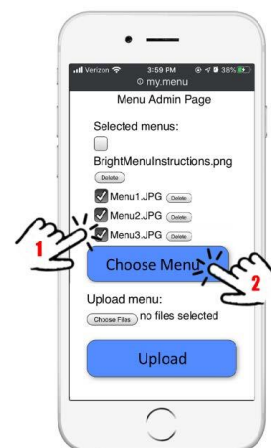 Verizon 3:59 PM 38%
my.menu
Menu Admin Page
Selected menus:
BrightMenuInstructions.png
Delete
Menu1.JPG Delete
Menu2.JPG Delete
Menu3.JPG Delete
1
Choose Menu
2
Upload menu:
Choose Files no files selected
Upload